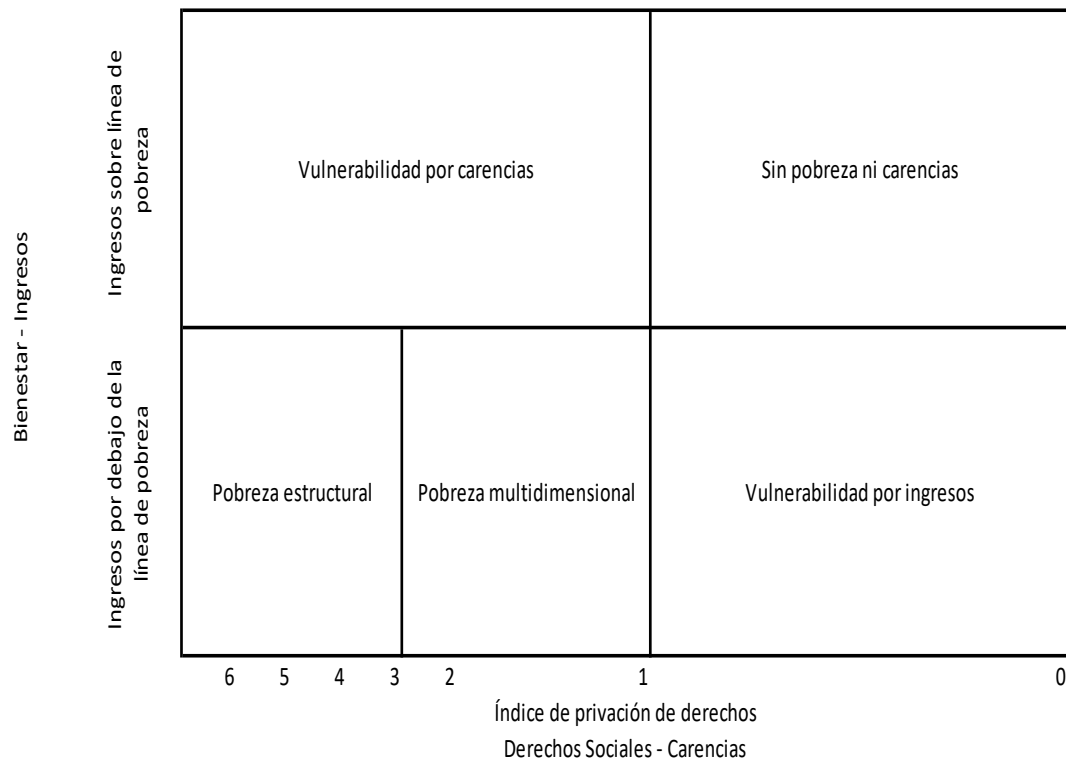 Bienestar - Ingresos
Ingresos sobre línea de
pobreza
Vulnerabilidad por carencias
Sin pobreza ni carencias
Ingresos por debajo de la
línea de pobreza
Pobreza estructural
Pobreza multidimensional
Vulnerabilidad por ingresos
6 5 4 3 2 1 0
Índice de privación de derechos
Derechos Sociales - Carencias